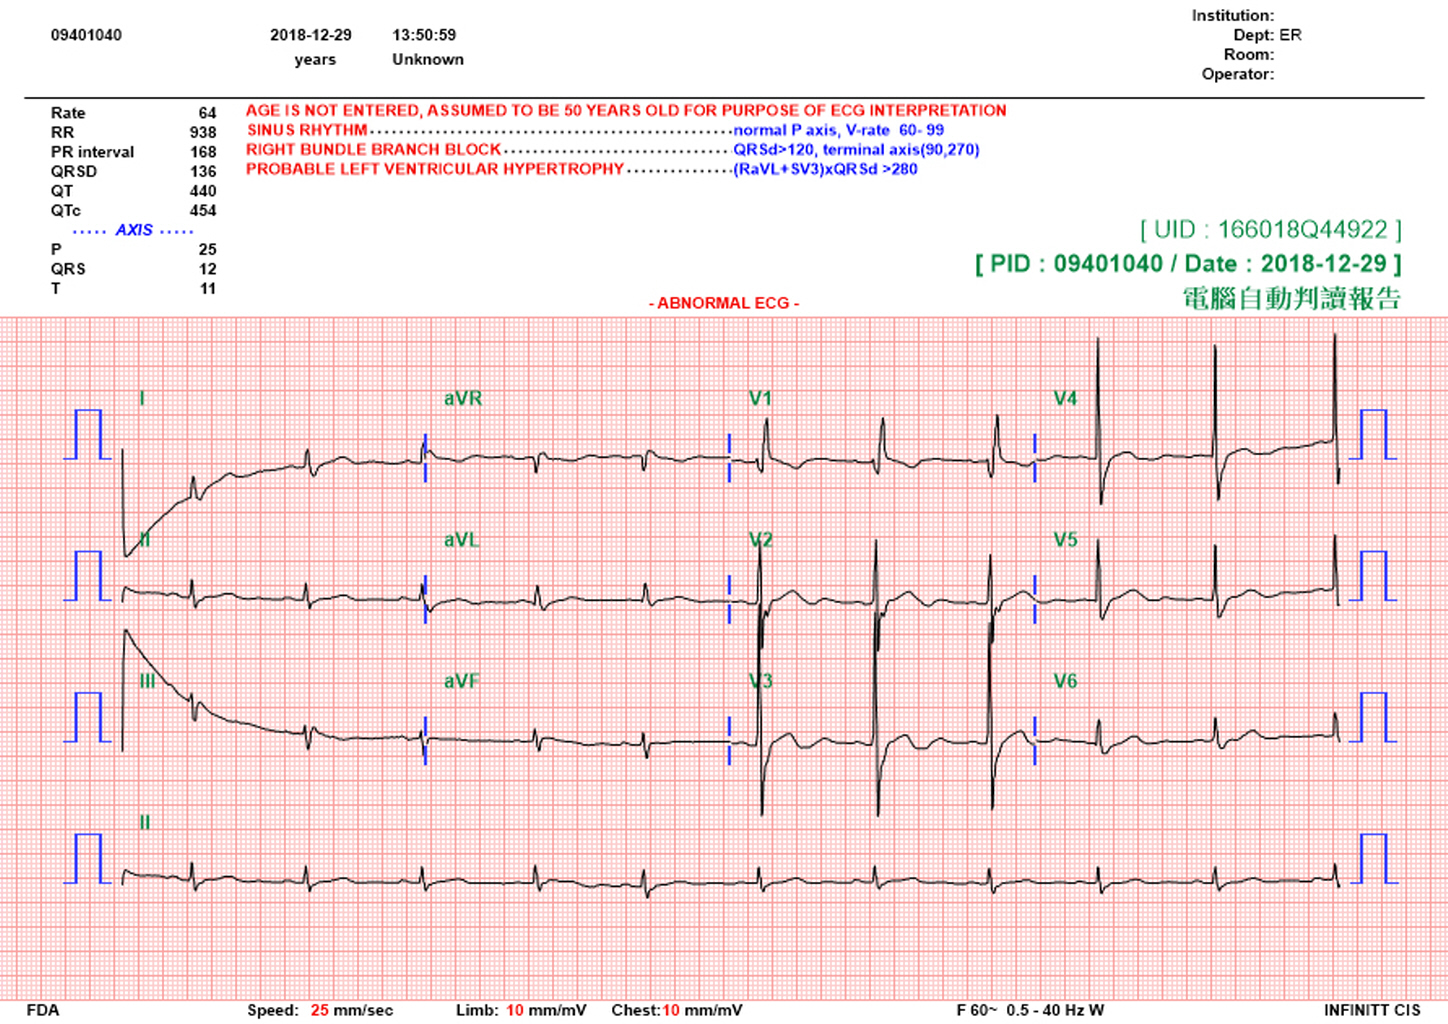 09401040 2018-12-29 13:50:59
years Unknown
Institution:
Dept: ER
Room:
Operator:
Rate 64
RR 938
PR interval 168
QRSD 136
QT 440
QTc 454
····· AXIS ·····
P 25
QRS 12
T 11
AGE IS NOT ENTERED, ASSUMED TO BE 50 YEARS OLD FOR PURPOSE OF ECG INTERPRETATION
SINUS RHYTHM··················normal P axis, V-rate 60- 99
RIGHT BUNDLE BRANCH BLOCK··················QRSd>120, terminal axis(90,270)
PROBABLE LEFT VENTRICULAR HYPERTROPHY··············(RaVL+SV3)xQRSd >280
[ UID : 166018Q44922 ]
[ PID : 09401040 / Date : 2018-12-29 ]
電腦自動判讀報告
- ABNORMAL ECG -
I aVR V1 V4
II aVL V2 V5
III aVF V3 V6
II
FDA Speed: 25 mm/sec Limb: 10 mm/mV Chest:10 mm/mV F 60~ 0.5 - 40 Hz W INFINITT CIS